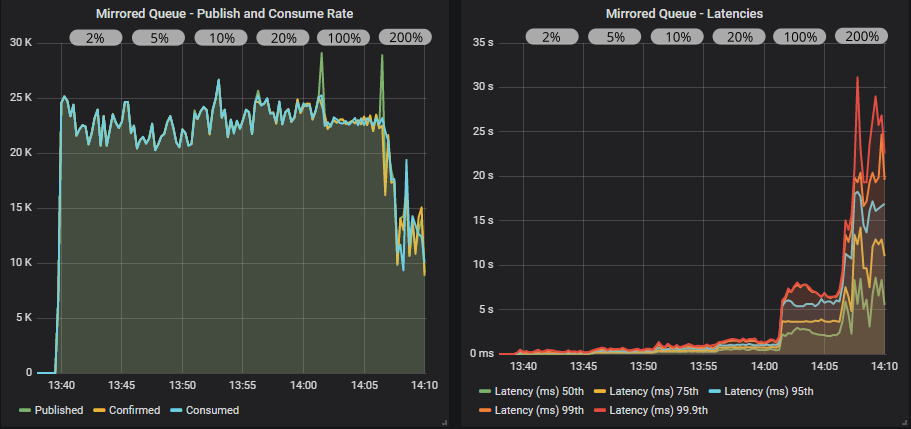 Mirrored Queue - Publish and Consume Rate
2% 5% 10% 20% 100% 200%
30 K
25 K
20 K
15 K
10 K
5 K
0
13:40 13:45 13:50 13:55 14:00 14:05 14:10
Published Confirmed Consumed
Mirrored Queue - Latencies
2% 5% 10% 20% 100% 200%
35 s
30 s
25 s
20 s
15 s
10 s
5 s
0 ms
13:40 13:45 13:50 13:55 14:00 14:05 14:10
Latency (ms) 50th Latency (ms) 75th Latency (ms) 95th
Latency (ms) 99th Latency (ms) 99.9th